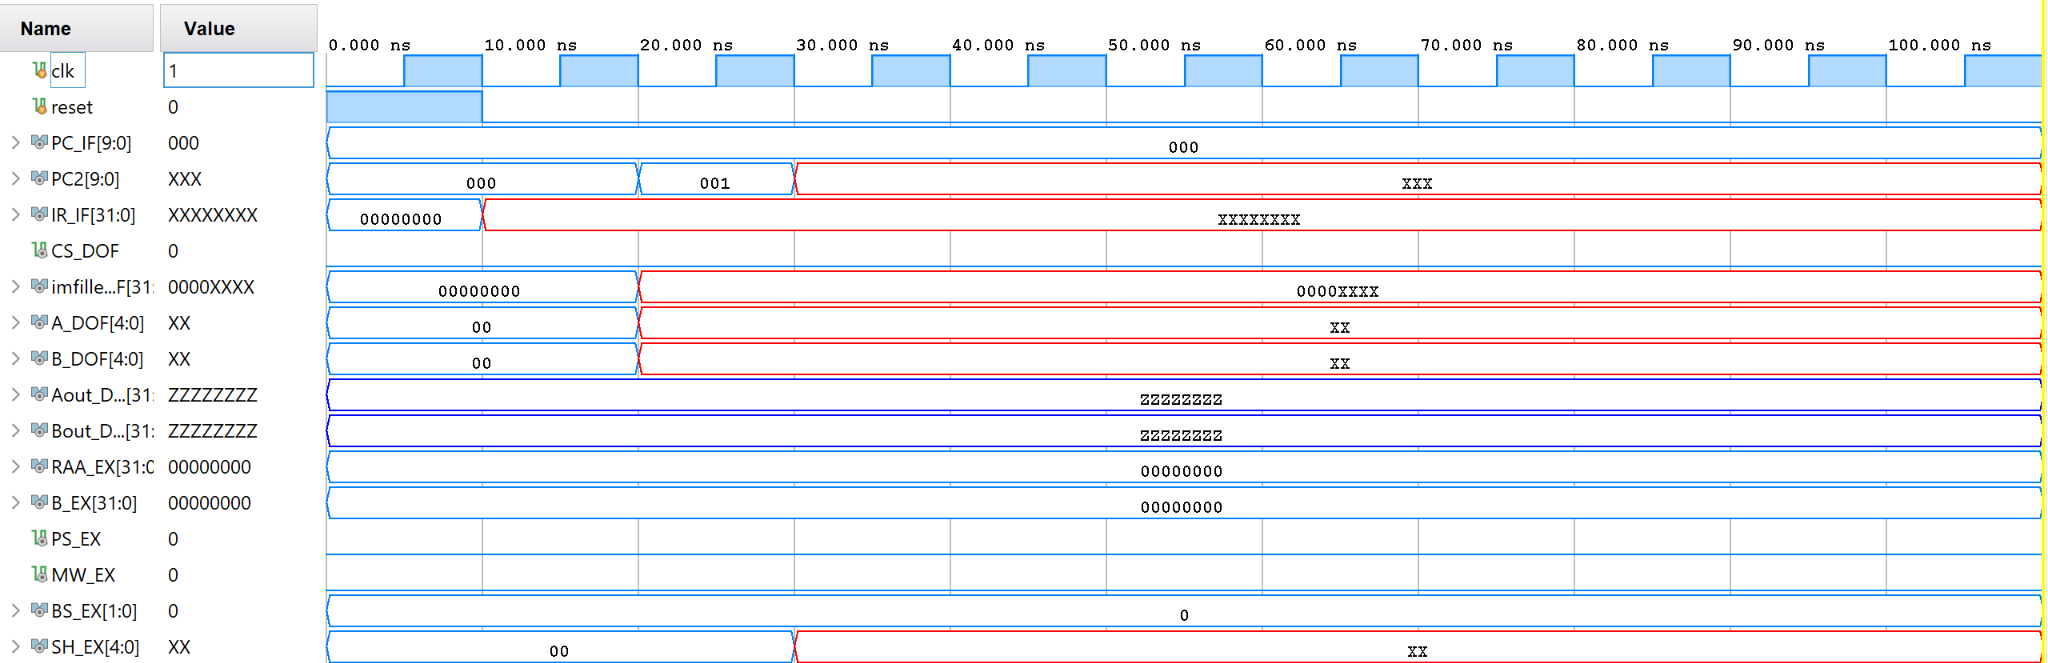 Name Value
0.000 ns 10.000 ns 20.000 ns 30.000 ns 40.000 ns 50.000 ns 60.000 ns 70.000 ns 80.000 ns 90.000 ns 100.000 ns
clk 1
reset 0
PC_IF[9:0] 000 000
PC2[9:0] XXX 000 001 XXX
IR_IF[31:0] XXXXXXXX 00000000 XXXXXXXX
CS_DOF 0
imfille...F[31: 0000XXXX 00000000 0000XXXX
A_DOF[4:0] XX 00 XX
B_DOF[4:0] XX 00 XX
Aout_D...[31: ZZZZZZZZ ZZZZZZZZ
Bout_D...[31: ZZZZZZZZ ZZZZZZZZ
RAA_EX[31:0 00000000 00000000
B_EX[31:0] 00000000 00000000
PS_EX 0
MW_EX 0
BS_EX[1:0] 0 0
SH_EX[4:0] XX 00 XX